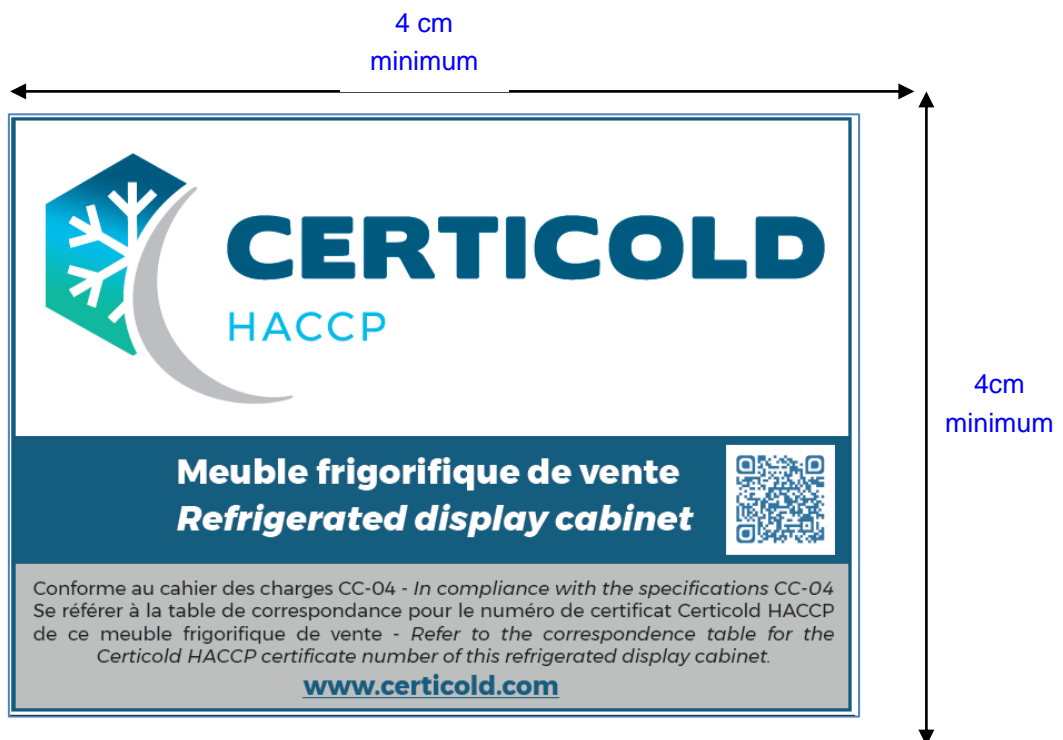 4 cm
minimum
CERTICOLD
HACCP
4cm
minimum
Meuble frigorifique de vente
Refrigerated display cabinet
Conforme au cahier des charges CC-04 - In compliance with the specifications CC-04
Se référer à la table de correspondance pour le numéro de certificat Certicold HACCP
de ce meuble frigorifique de vente - Refer to the correspondence table for the
Certicold HACCP certificate number of this refrigerated display cabinet.
www.certicold.com